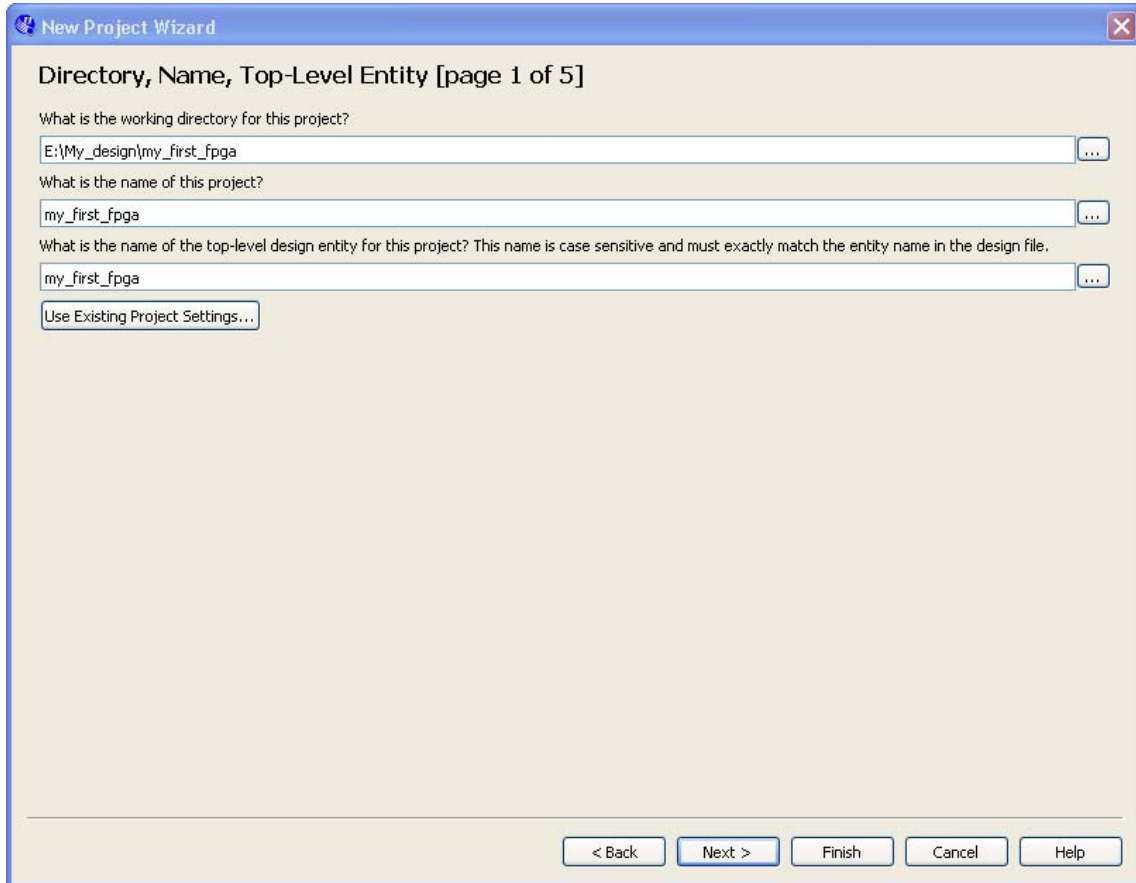 New Project Wizard
Directory, Name, Top-Level Entity [page 1 of 5]
What is the working directory for this project?
E:\My_design\my_first_fpga
...
What is the name of this project?
my_first_fpga
...
What is the name of the top-level design entity for this project? This name is case sensitive and must exactly match the entity name in the design file.
my_first_fpga
...
Use Existing Project Settings...
< Back
Next >
Finish
Cancel
Help